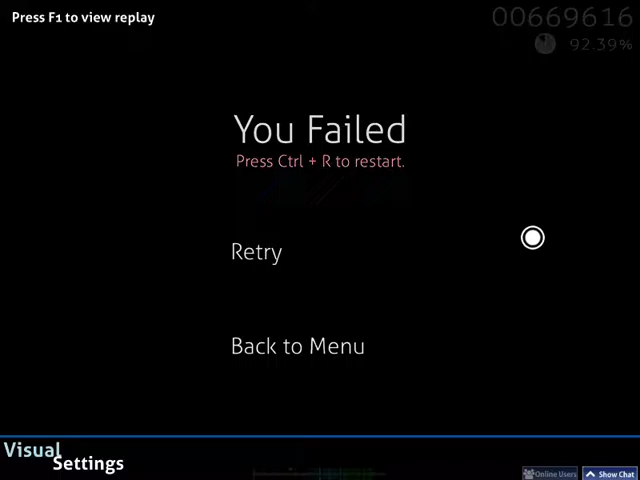 Press F1 to view replay
00669616
92.39%
You Failed
Press Ctrl + R to restart.
Retry
Back to Menu
Visual
Settings
Online Users
Show Chat